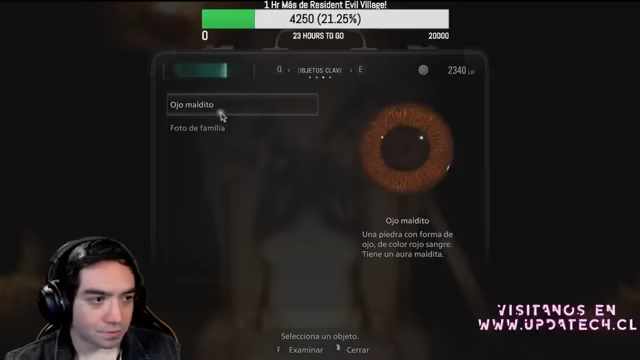 1 Hr Más de Resident Evil Village!
4250 (21.25%)
0 23 HOURS TO GO 20000
Q OBJETOS CLAVE E
2340 Lei
Ojo maldito
Foto de familia
Ojo maldito
Una piedra con forma de
ojo, de color rojo sangre.
Tiene un aura maldita.
VISITANOS EN
WWW.UPDATECH.CL
Selecciona un objeto.
F Examinar Cerrar